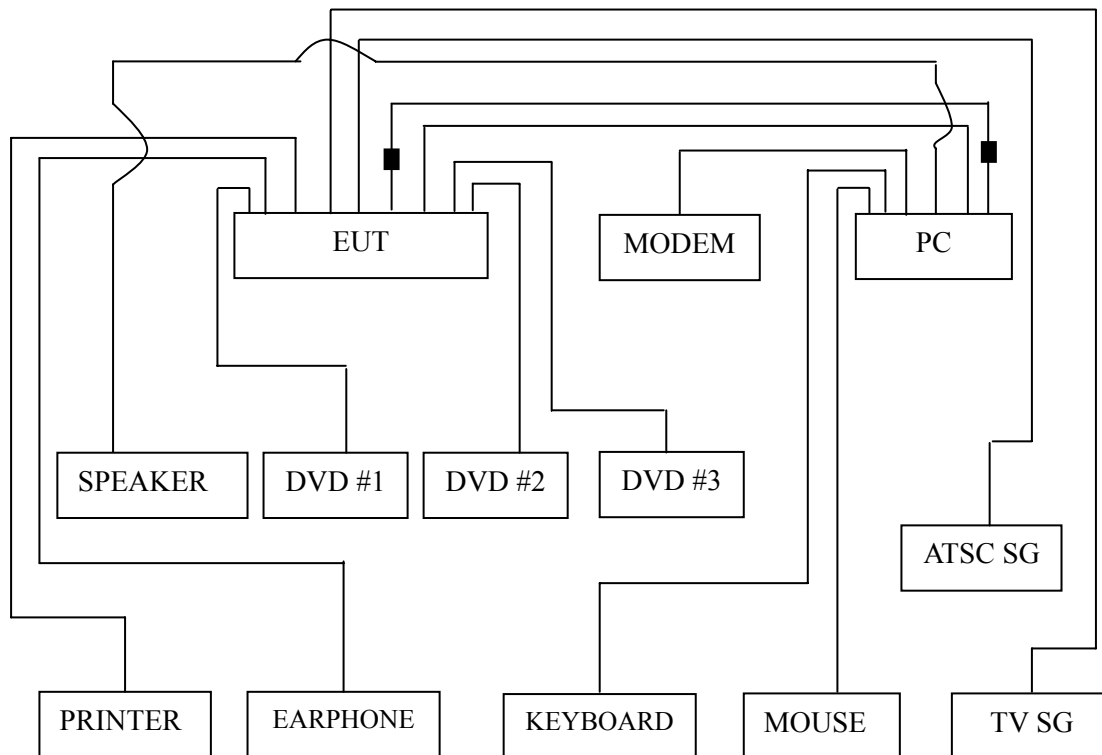 EUT
MODEM
PC
SPEAKER
DVD #1
DVD #2
DVD #3
ATSC SG
PRINTER
EARPHONE
KEYBOARD
MOUSE
TV SG